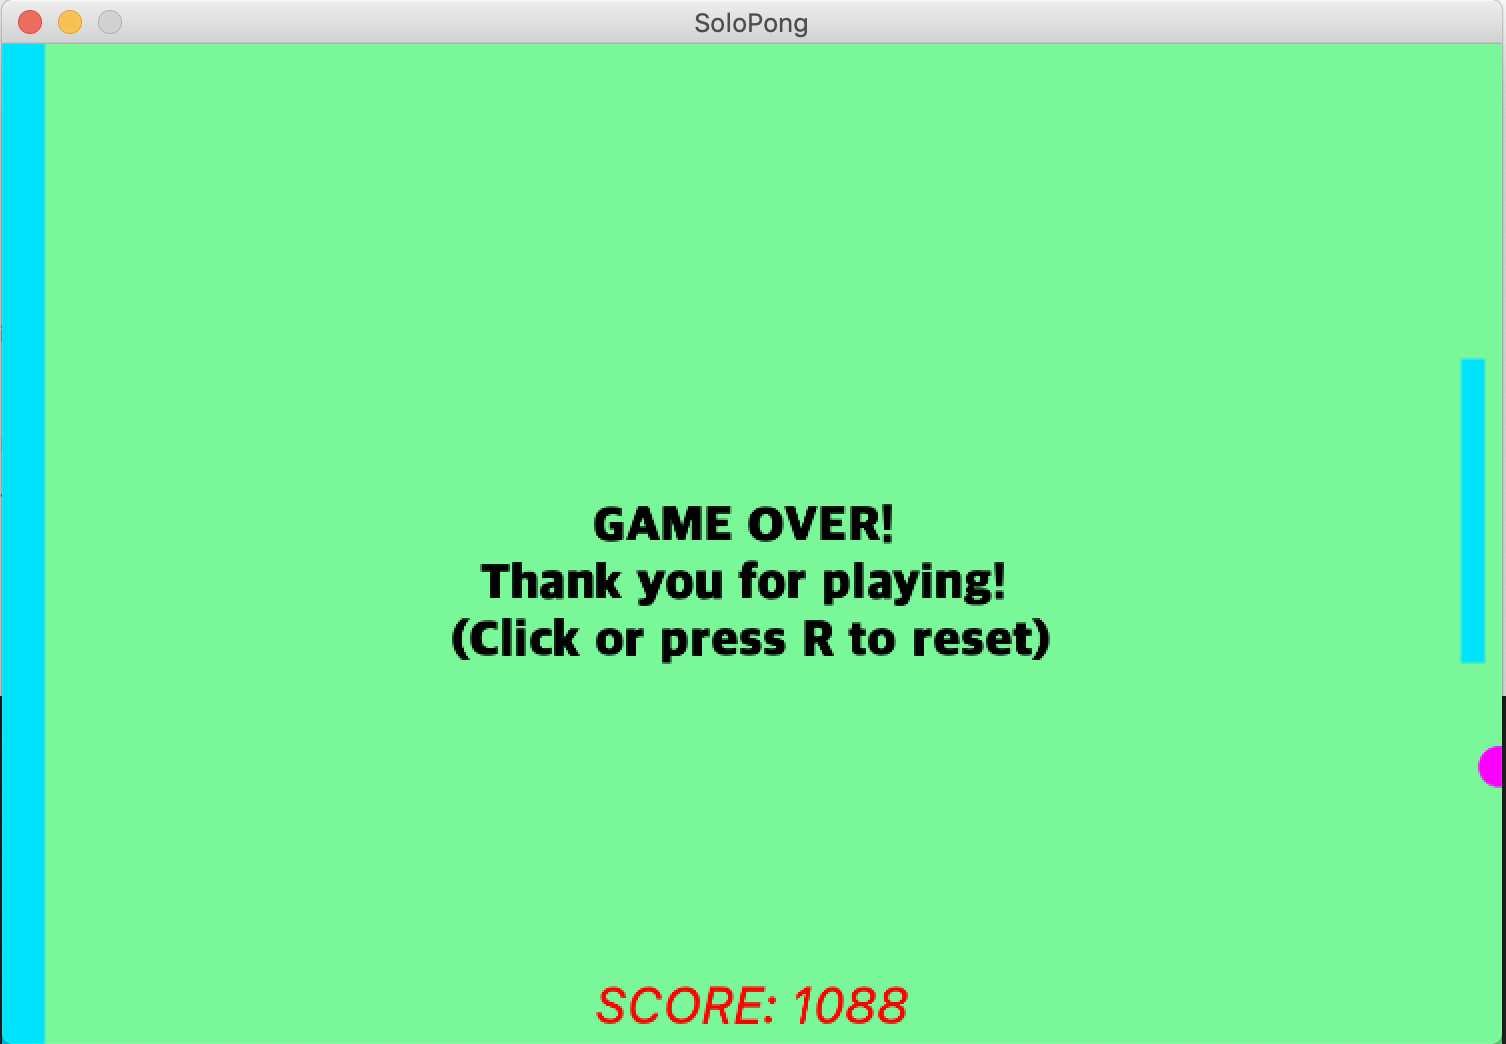 SoloPong
GAME OVER!
Thank you for playing!
(Click or press R to reset)
SCORE: 1088